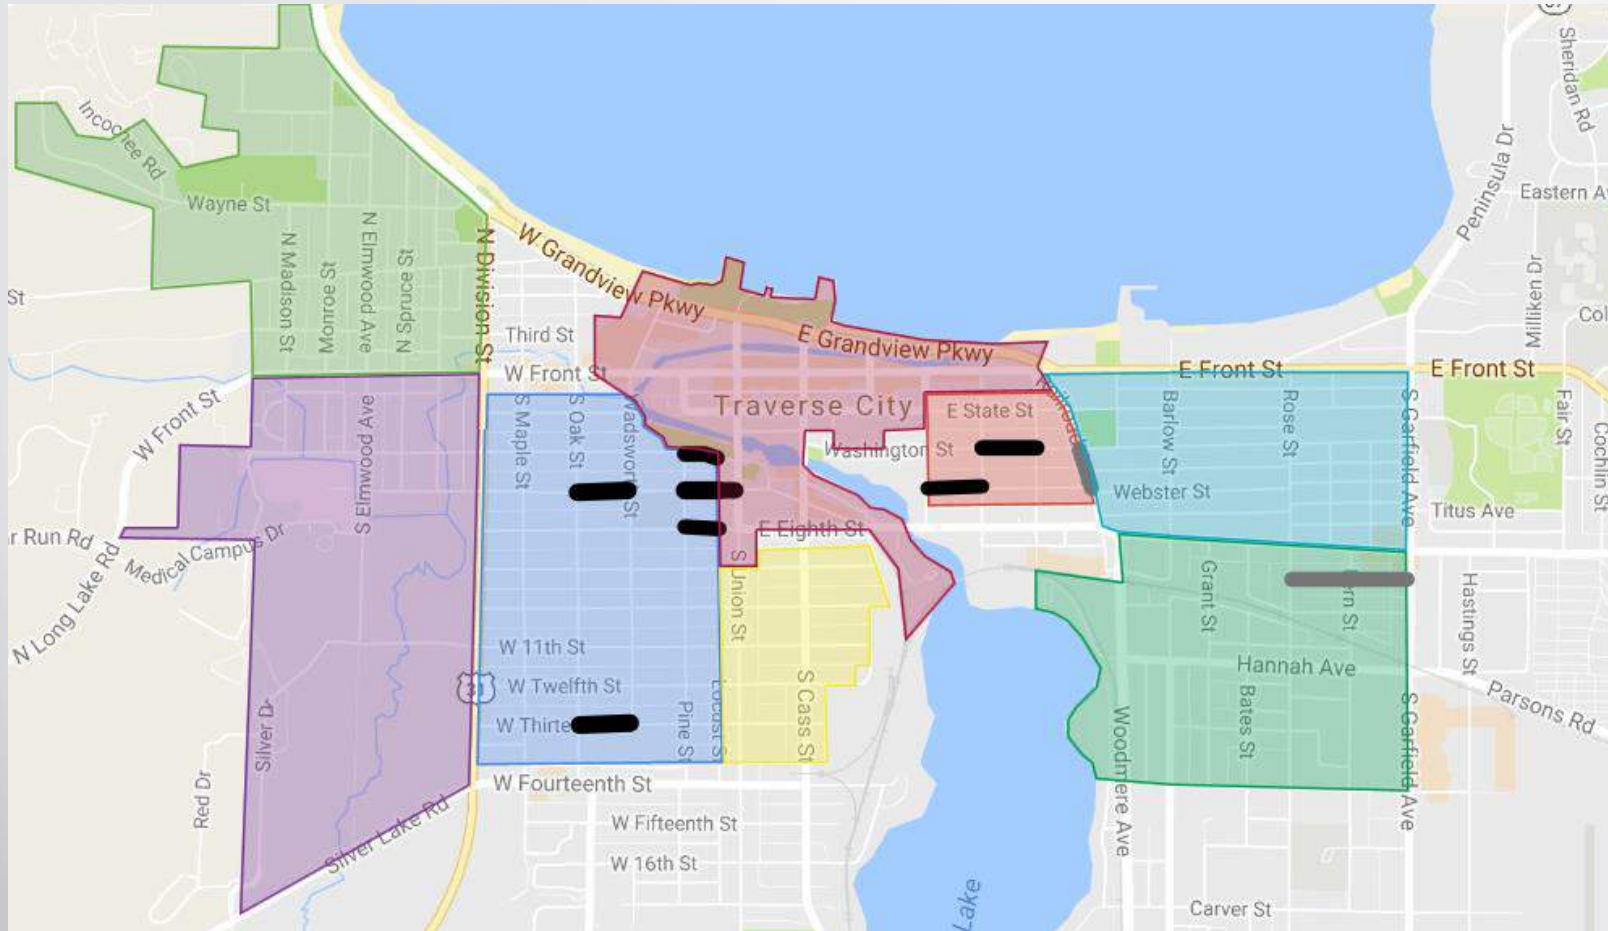 Sheridan Rd
Incochee Rd
Peninsula Dr
Eastern A
Wayne St
N Madison St
Monroe St
N Elmwood Ave
N Spruce St
N Division St
W Grandview Pkwy
Milliken Dr
St
Col
Third St
E Grandview Pkwy
W Front St
E Front St
E Front St
W Front St
S Maple St
S Oak St
Wadsworth St
Traverse City
E State St
Railroad
Barlow St
Rose St
S Garfield Ave
Fair St
Cochlin St
S Elmwood Ave
Washington St
Webster St
Titus Ave
r Run Rd
Medical Campus Dr
N Long Lake Rd
E Eighth St
S Union St
Grant St
Hastings St
W 11th St
Hannah Ave
31
W Twelfth St
S Cass St
Parsons Rd
W Thirte
Pine St
Locust St
Bates St
Silver Dr
Woodmere Ave
S Garfield Ave
Red Dr
W Fourteenth St
Silver Lake Rd
W Fifteenth St
W 16th St
Lake
Carver St